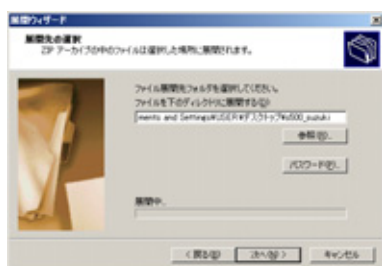 展開ウィザード
展開先の選択
ZIP アーカイブの中のファイルは選択した場所に展開されます。
ファイル展開先フォルダを選択してください。
ファイルを下のディレクトリに展開する(D)
ments and Settings¥USER¥デスクトップ¥u500_suzuki
参照(R)...
パスワード(P)...
展開中...
< 戻る(B)
次へ(N) >
キャンセル